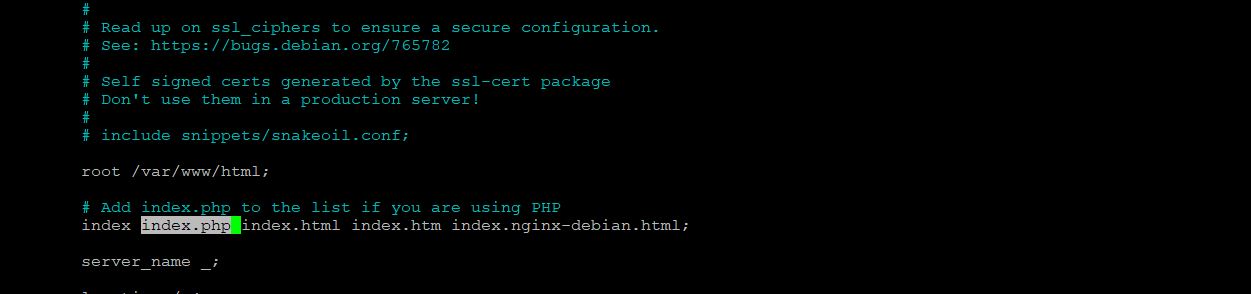 #
# Read up on ssl_ciphers to ensure a secure configuration.
# See: https://bugs.debian.org/765782
#
# Self signed certs generated by the ssl-cert package
# Don't use them in a production server!
#
# include snippets/snakeoil.conf;
root /var/www/html;
# Add index.php to the list if you are using PHP
index index.php index.html index.htm index.nginx-debian.html;
server_name _;